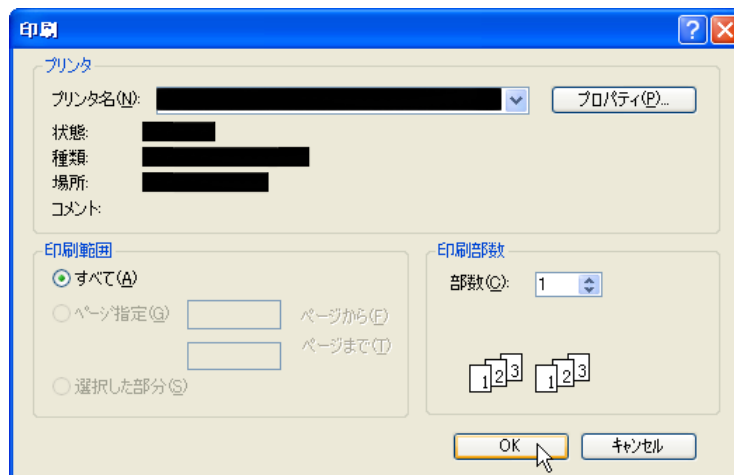 印刷
プリンタ
プリンタ名(N):
プロパティ(P)...
状態:
種類:
場所:
コメント:
印刷範囲
すべて(A)
ページ指定(G) ページから(F)
ページまで(T)
選択した部分(S)
印刷部数
部数(C): 1
1 2 3 1 2 3
OK キャンセル